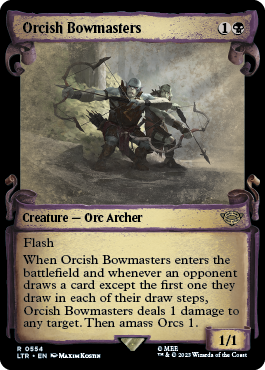 Orcish Bowmasters 1
Creature — Orc Archer
Flash
When Orcish Bowmasters enters the
battlefield and whenever an opponent
draws a card except the first one they
draw in each of their draw steps,
Orcish Bowmasters deals 1 damage to
any target. Then amass Orcs 1.
1/1
R 0554
LTR • EN Maxim Kostin
© MEE
™ & © 2023 Wizards of the Coast